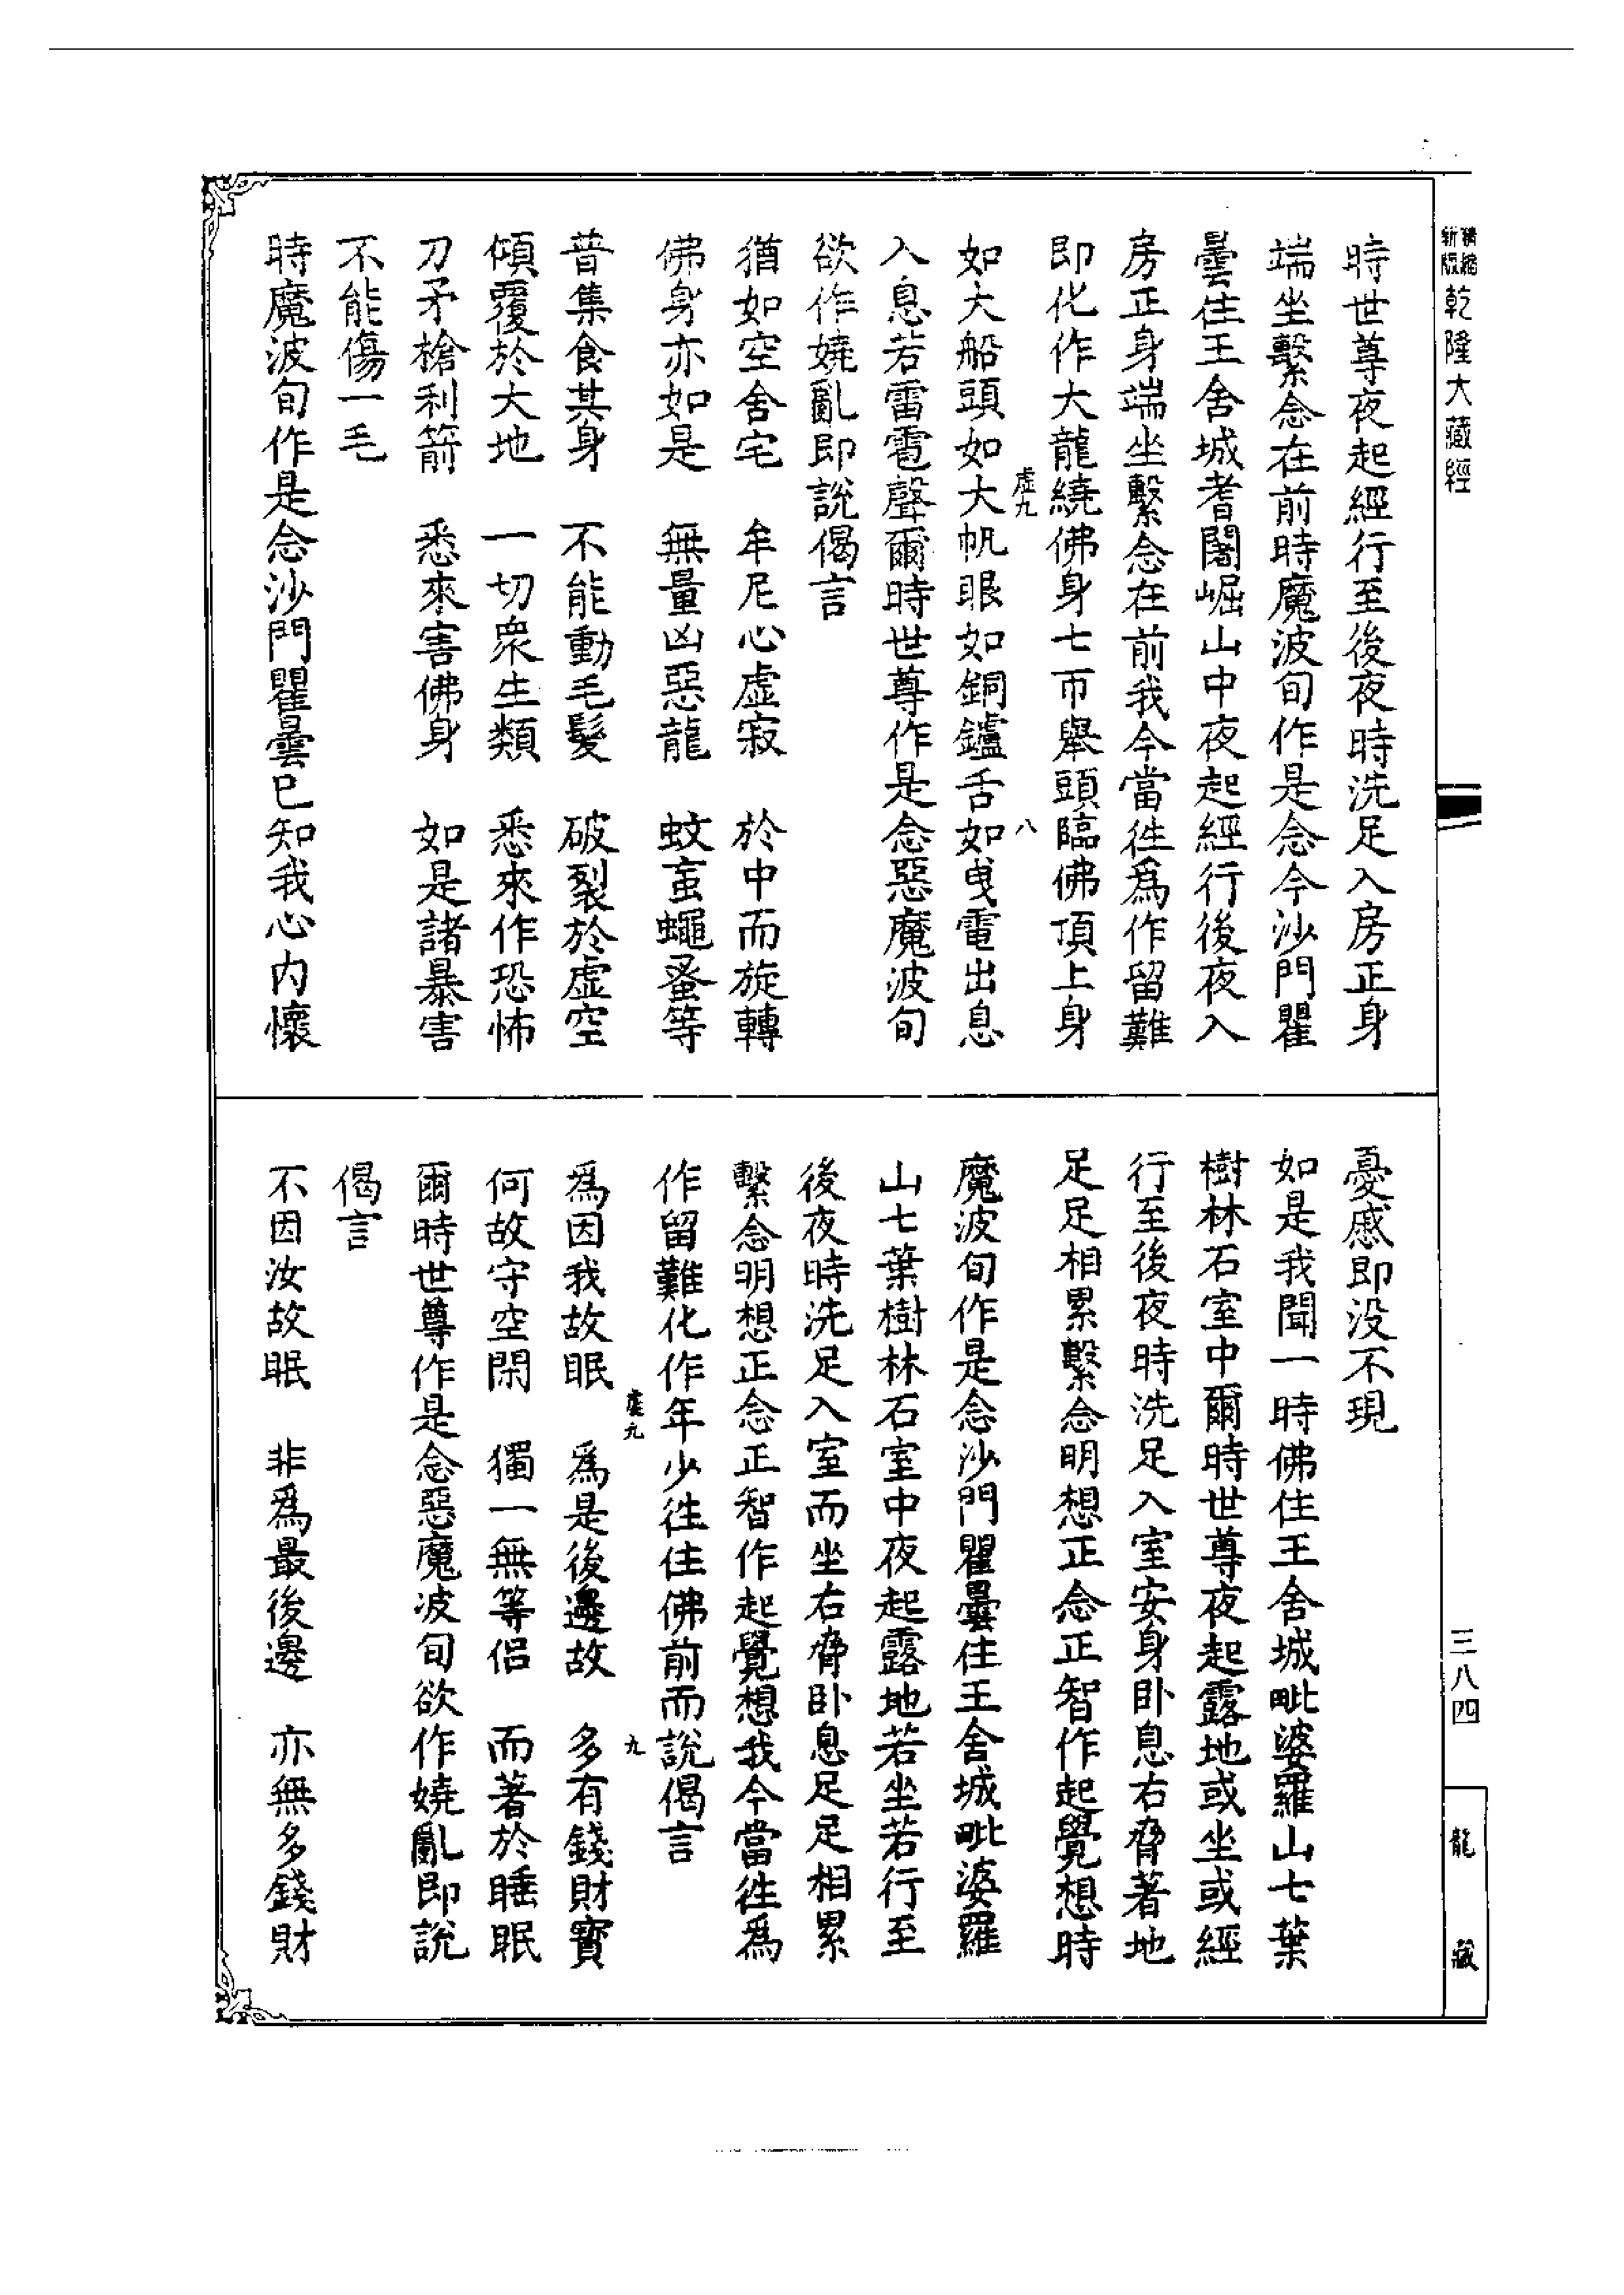 新版精縮乾隆大藏經
時世尊夜起經行至後夜時洗足入房正身
端坐繫念在前時魔波旬作是念今沙門瞿
曇住王舍城耆闍崛山中夜起經行後夜入
房正身端坐繫念在前我今當徃為作留難
即化作大龍繞佛身七帀舉頭臨佛頂上身
虛九 八
如大船頭如大帆眼如銅鑪舌如曳電出息
入息若雷雹聲爾時世尊作是念惡魔波旬
欲作嬈亂即說偈言
猶如空舍宅 牟尼心虛寂 於中而旋轉
佛身亦如是 無量凶惡龍 蚊䖟蠅蚤等
普集食其身 不能動毛髮 破裂於虛空
傾覆於大地 一切衆生類 悉來作恐怖
刀矛槍利箭 悉來害佛身 如是諸暴害
不能傷一毛
時魔波旬作是念沙門瞿曇已知我心內懷
憂慼即没不現
如是我聞一時佛住王舍城毗婆羅山七葉
樹林石室中爾時世尊夜起露地或坐或經
行至後夜時洗足入室安身卧息右脅著地
足足相累繫念明想正念正智作起覺想時
魔波旬作是念沙門瞿曇住王舍城毗婆羅
山七葉樹林石室中夜起露地若坐若行至
後夜時洗足入室而坐右脅卧息足足相累
繫念明想正念正智作起覺想我今當徃為
作留難化作年少徃住佛前而說偈言
虛九 九
為因我故眠 為是後邊故 多有錢財寶
何故守空閑 獨一無等侣 而著於睡眠
爾時世尊作是念惡魔波旬欲作嬈亂即說
偈言
不因汝故眠 非為最後邊 亦無多錢財
三八四
龍藏